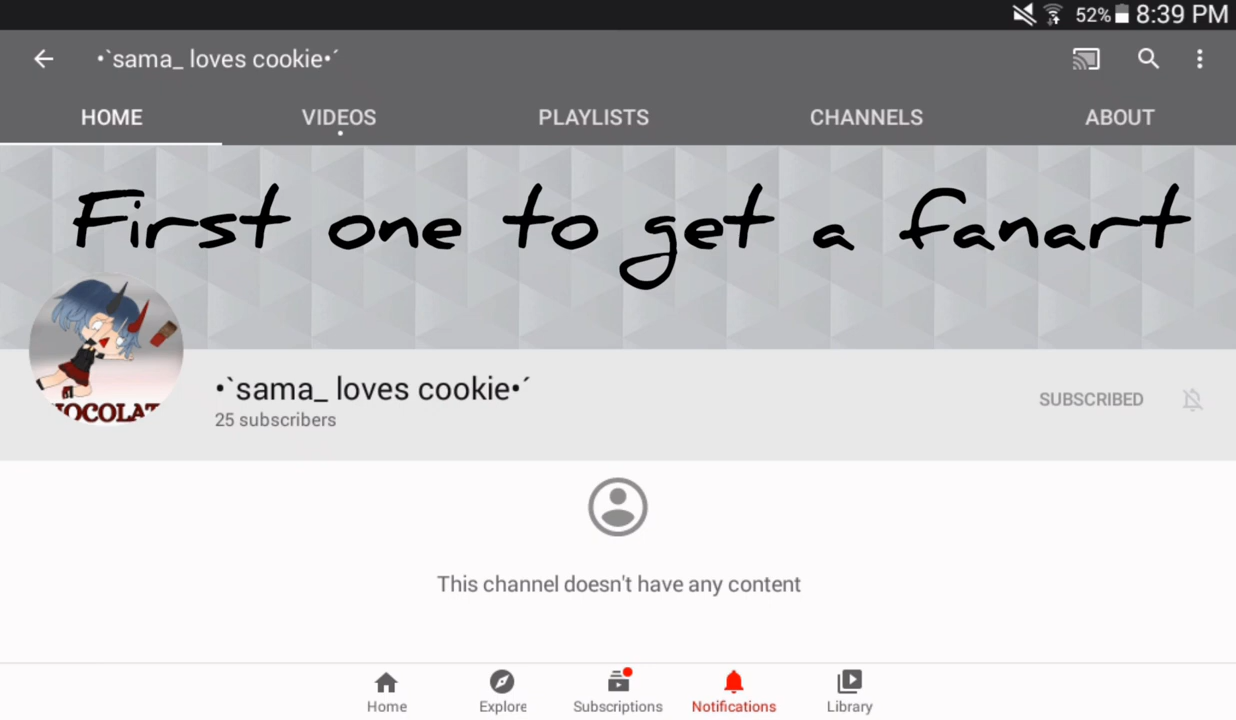 52% 8:39 PM
•`sama_ loves cookie•´
HOME VIDEOS PLAYLISTS CHANNELS ABOUT
First one to get a fanart
HOCOLAT
•`sama_ loves cookie•´
25 subscribers
SUBSCRIBED
This channel doesn't have any content
Home Explore Subscriptions Notifications Library